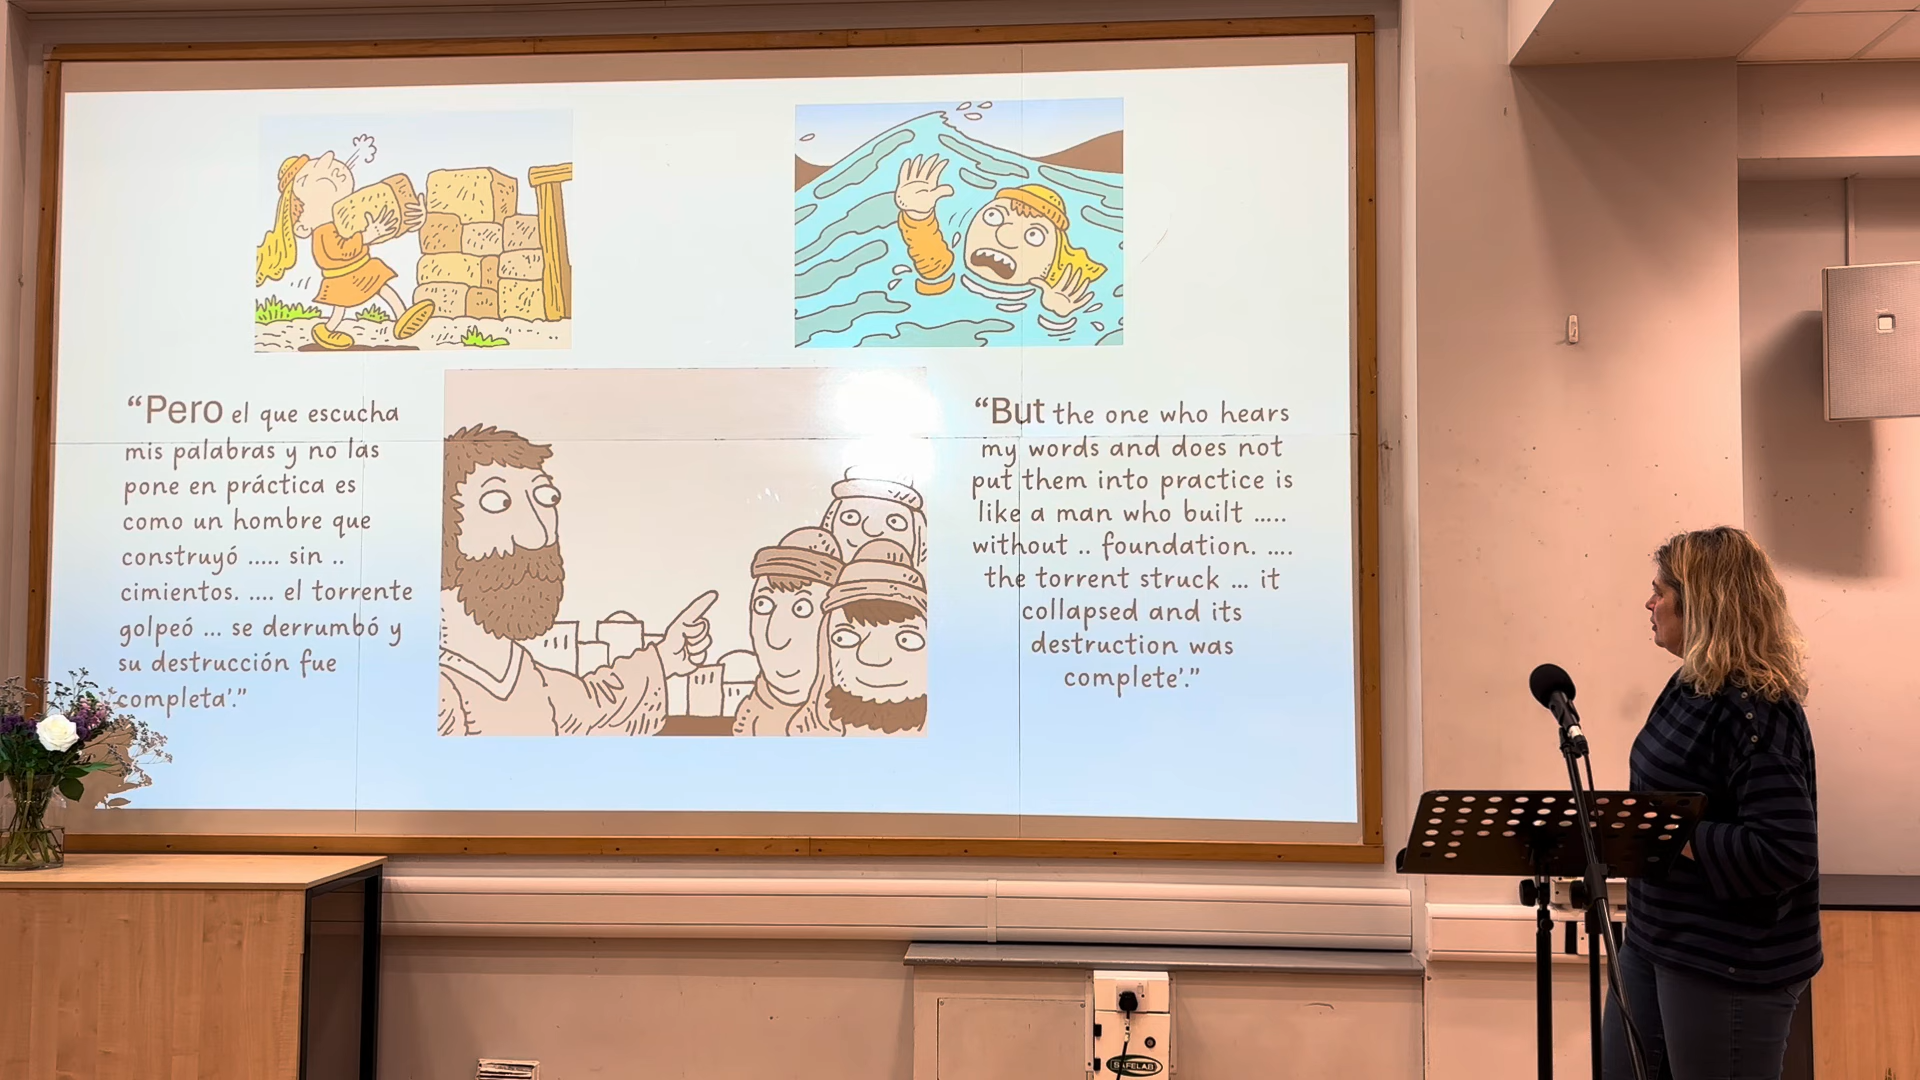 “Pero el que escucha
mis palabras y no las
pone en práctica es
como un hombre que
construyó ..... sin ..
cimientos. .... el torrente
golpeó ... se derrumbó y
su destrucción fue
completa’.”
“But the one who hears
my words and does not
put them into practice is
like a man who built .....
without .. foundation. ....
the torrent struck ... it
collapsed and its
destruction was
complete’.”
SAFELAB